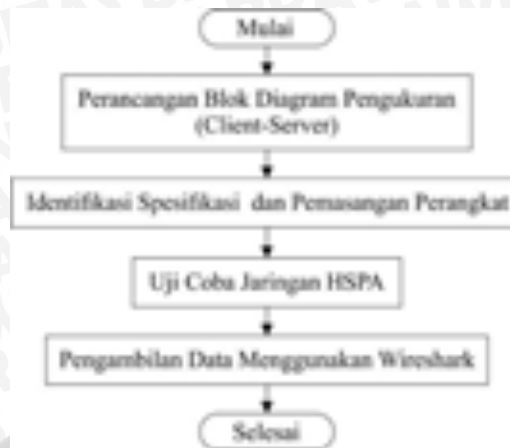 Mulai
Perancangan Blok Diagram Pengukuran
(Client-Server)
Identifikasi Spesifikasi dan Pemasangan Perangkat
Uji Coba Jaringan HSPA
Pengambilan Data Menggunakan Wireshark
Selesai